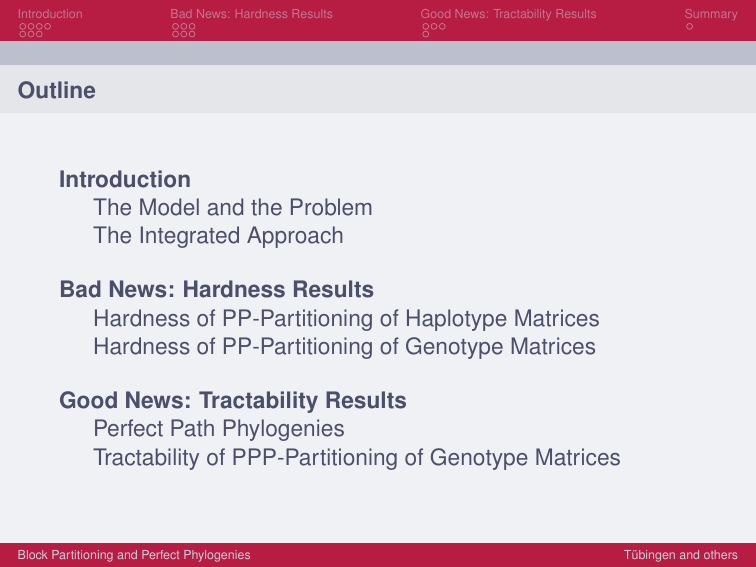 Introduction
Bad News: Hardness Results
Good News: Tractability Results
Summary
Outline
Introduction
The Model and the Problem
The Integrated Approach
Bad News: Hardness Results
Hardness of PP-Partitioning of Haplotype Matrices
Hardness of PP-Partitioning of Genotype Matrices
Good News: Tractability Results
Perfect Path Phylogenies
Tractability of PPP-Partitioning of Genotype Matrices
Block Partitioning and Perfect Phylogenies
Tübingen and others